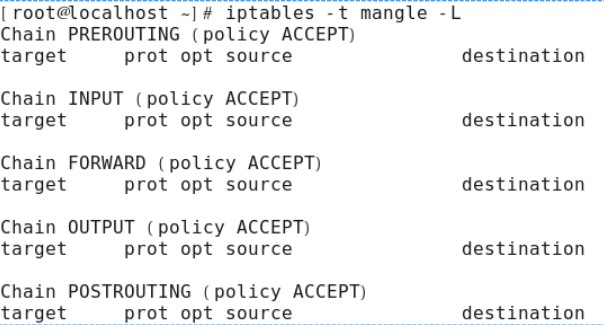 [root@localhost ~]# iptables -t mangle -L
Chain PREROUTING (policy ACCEPT)
target     prot opt source               destination

Chain INPUT (policy ACCEPT)
target     prot opt source               destination

Chain FORWARD (policy ACCEPT)
target     prot opt source               destination

Chain OUTPUT (policy ACCEPT)
target     prot opt source               destination

Chain POSTROUTING (policy ACCEPT)
target     prot opt source               destination